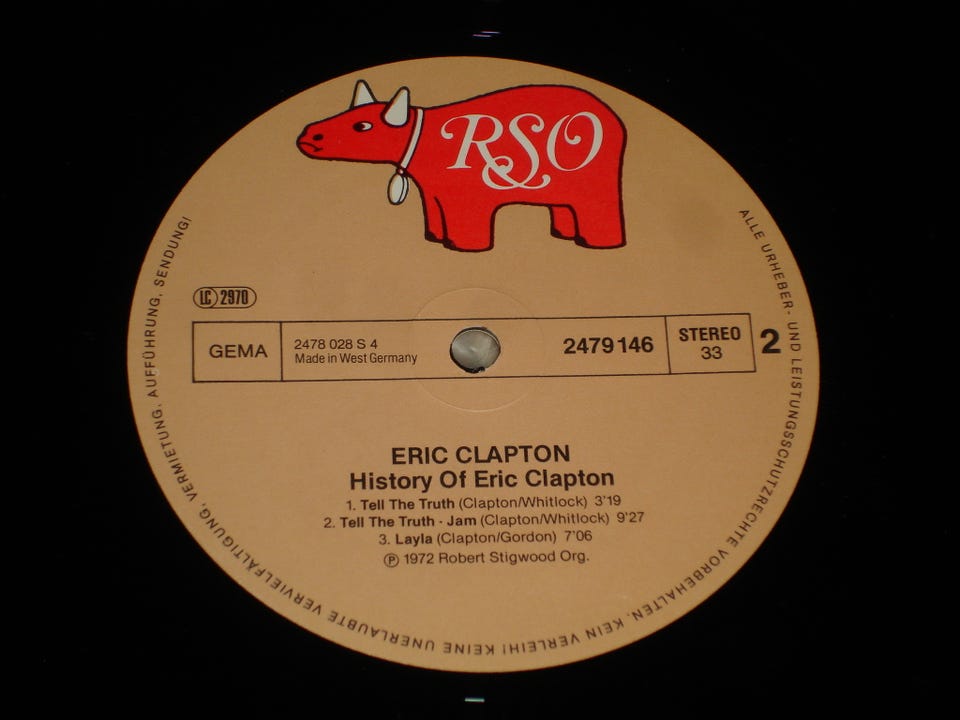 RSO
LC 2970
GEMA
2478 028 S 4
Made in West Germany
2479 146
STEREO
33
2
ERIC CLAPTON
History Of Eric Clapton
1. Tell The Truth (Clapton/Whitlock) 3'19
2. Tell The Truth - Jam (Clapton/Whitlock) 9'27
3. Layla (Clapton/Gordon) 7'06
Ⓟ 1972 Robert Stigwood Org.
ALLE URHEBER- UND LEISTUNGSSCHUTZRECHTE VORBEHALTEN. KEIN VERLEIH! KEINE UNERLAUBTE VERVIELFÄLTIGUNG, VERMIETUNG, AUFFÜHRUNG, SENDUNG!